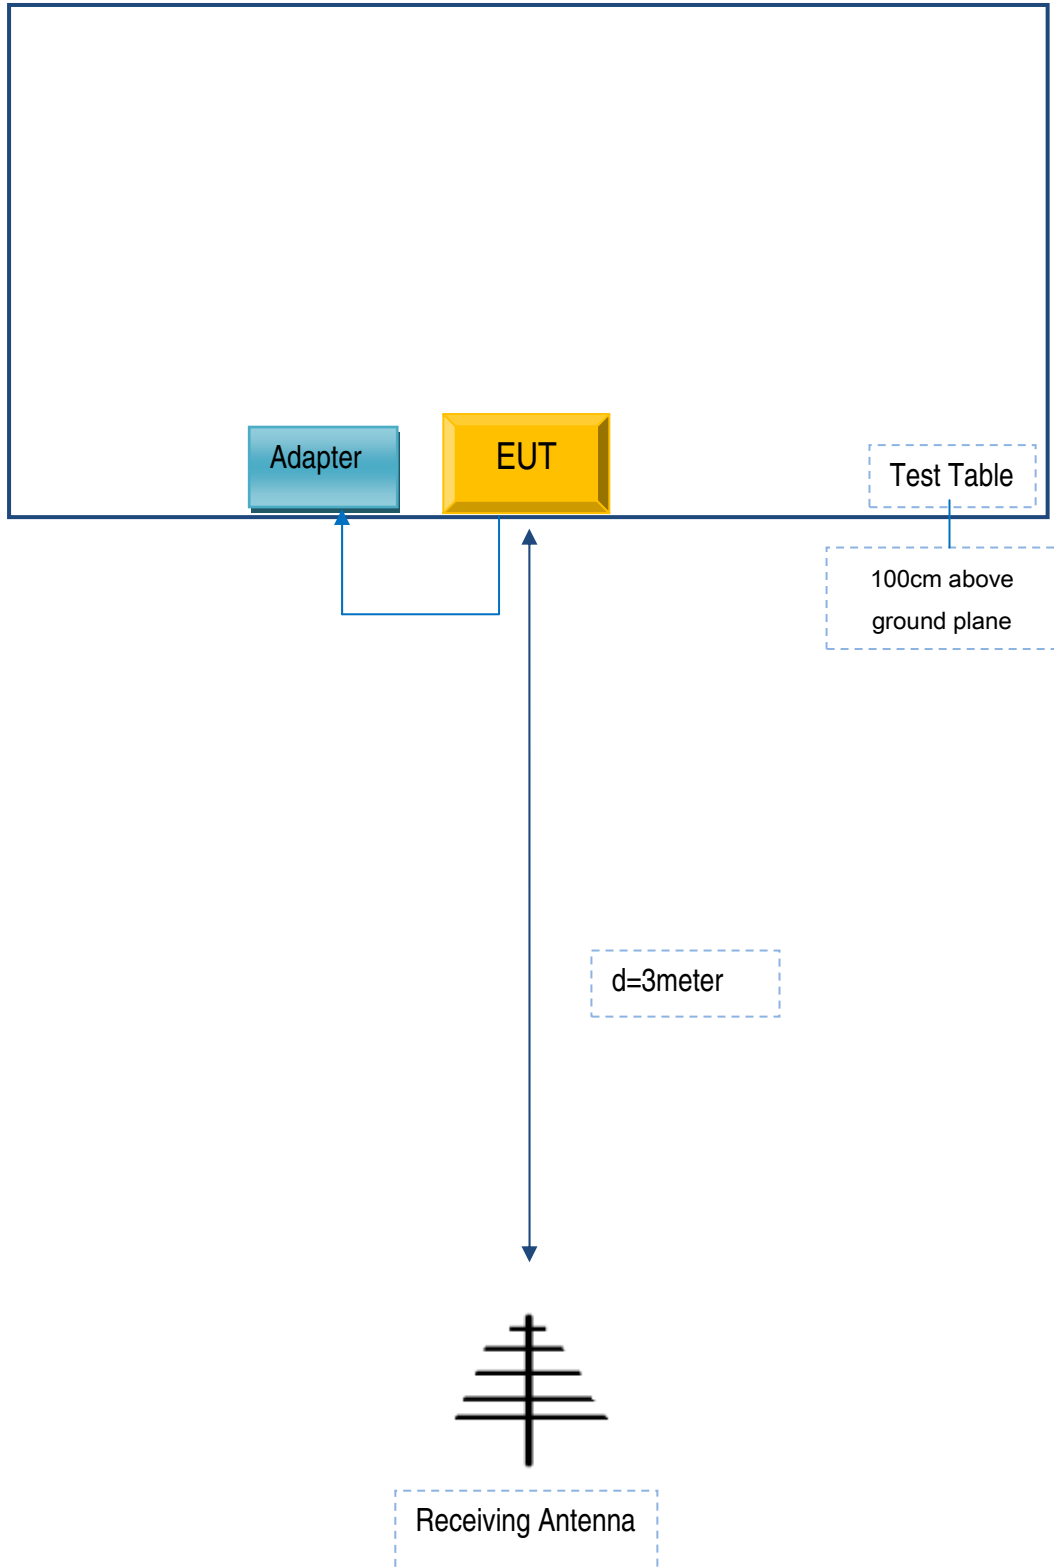 Adapter
EUT
Test Table
100cm above
ground plane
d=3meter
Receiving Antenna